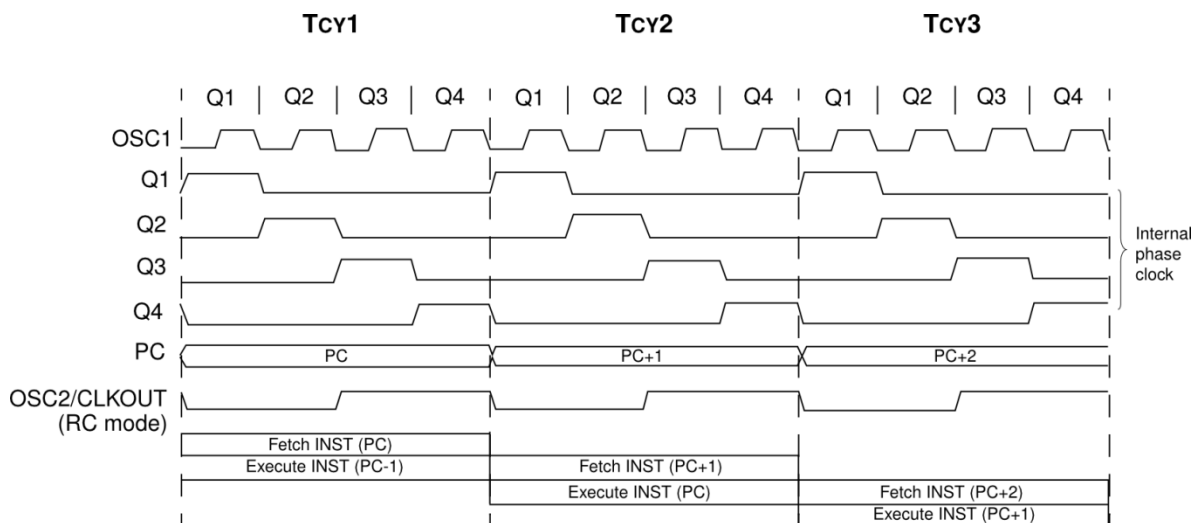 TCY1 TCY2 TCY3
Q1 Q2 Q3 Q4 Q1 Q2 Q3 Q4 Q1 Q2 Q3 Q4
OSC1
Q1
Q2
Q3
Q4
Internal
phase
clock
PC PC PC+1 PC+2
OSC2/CLKOUT
(RC mode)
Fetch INST (PC)
Execute INST (PC-1) Fetch INST (PC+1)
Execute INST (PC) Fetch INST (PC+2)
Execute INST (PC+1)